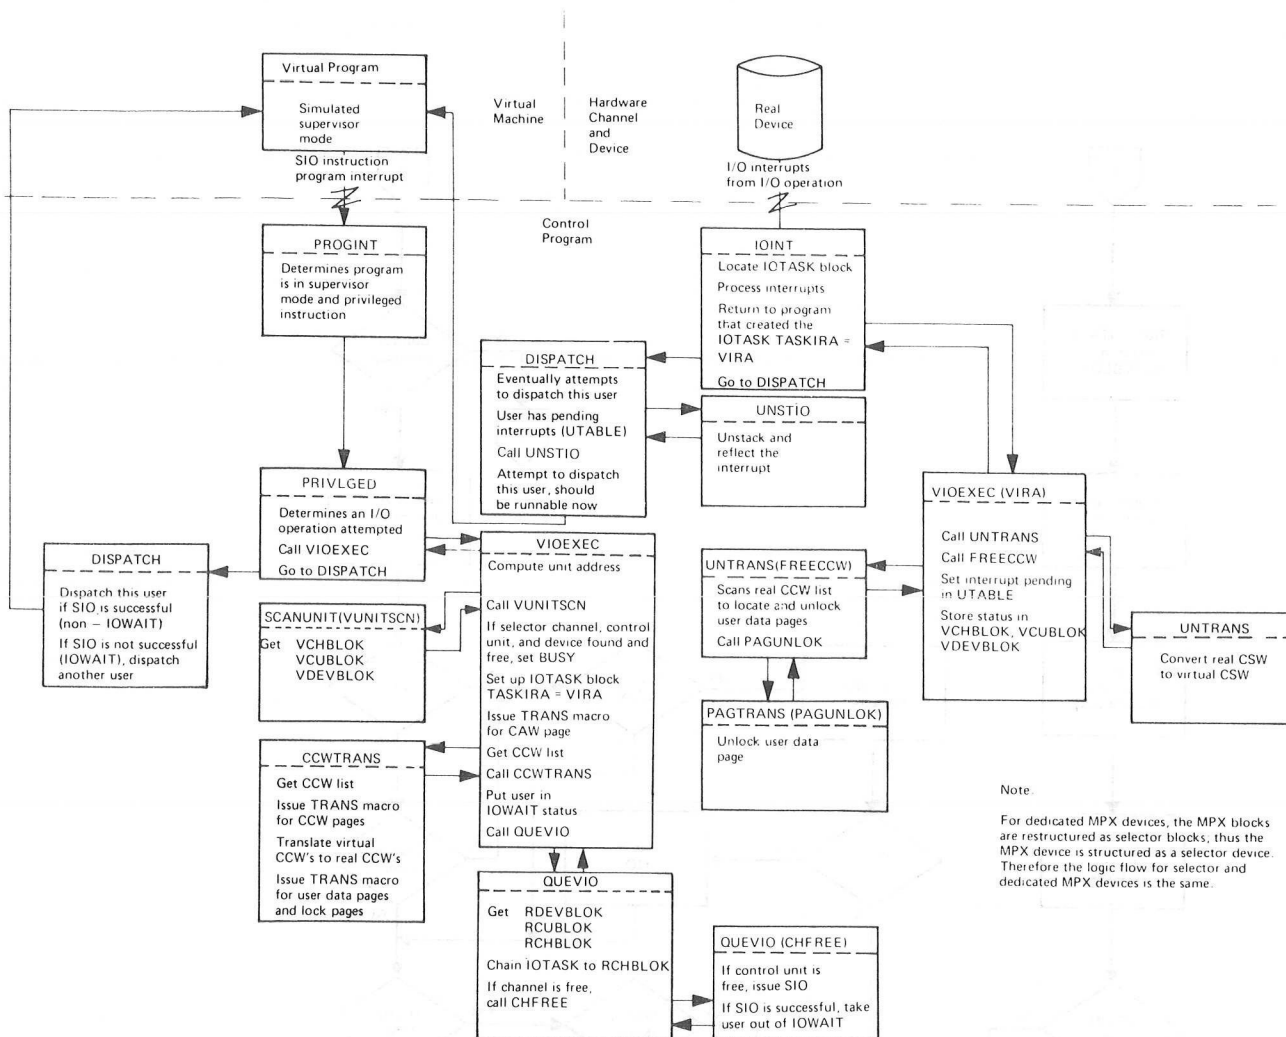 Virtual Program
Simulated
supervisor
mode
SIO instruction
program interrupt
Virtual
Machine
Hardware
Channel
and
Device
Real
Device
I/O interrupts
from I/O operation
Control
Program
PROGINT
Determines program
is in supervisor
mode and privileged
instruction
IOINT
Locate IOTASK block
Process interrupts
Return to program
that created the
IOTASK TASKIRA =
VIRA
Go to DISPATCH
DISPATCH
Eventually attempts
to dispatch this user
User has pending
interrupts (UTABLE)
Call UNSTIO
Attempt to dispatch
this user, should
be runnable now
UNSTIO
Unstack and
reflect the
interrupt
PRIVLGED
Determines an I/O
operation attempted
Call VIOEXEC
Go to DISPATCH
DISPATCH
Dispatch this user
if SIO is successful
(non - IOWAIT)
If SIO is not successful
(IOWAIT), dispatch
another user
SCANUNIT(VUNITSCN)
Get VCHBLOK
VCUBLOK
VDEVBLOK
VIOEXEC
Compute unit address
Call VUNITSCN
If selector channel, control
unit, and device found and
free, set BUSY
Set up IOTASK block
TASKIRA = VIRA
Issue TRANS macro
for CAW page
Get CCW list
Call CCWTRANS
Put user in
IOWAIT status
Call QUEVIO
CCWTRANS
Get CCW list
Issue TRANS macro
for CCW pages
Translate virtual
CCW's to real CCW's
Issue TRANS macro
for user data pages
and lock pages
UNTRANS(FREECCW)
Scans real CCW list
to locate and unlock
user data pages
Call PAGUNLOK
PAGTRANS (PAGUNLOK)
Unlock user data
page
VIOEXEC (VIRA)
Call UNTRANS
Call FREECCW
Set interrupt pending
in UTABLE
Store status in
VCHBLOK, VCUBLOK
VDEVBLOK
UNTRANS
Convert real CSW
to virtual CSW
QUEVIO
Get RDEVBLOK
RCUBLOK
RCHBLOK
Chain IOTASK to RCHBLOK
If channel is free,
call CHFREE
QUEVIO (CHFREE)
If control unit is
free, issue SIO
If SIO is successful, take
user out of IOWAIT
Note.
For dedicated MPX devices, the MPX blocks
are restructured as selector blocks; thus the
MPX device is structured as a selector device.
Therefore the logic flow for selector and
dedicated MPX devices is the same.